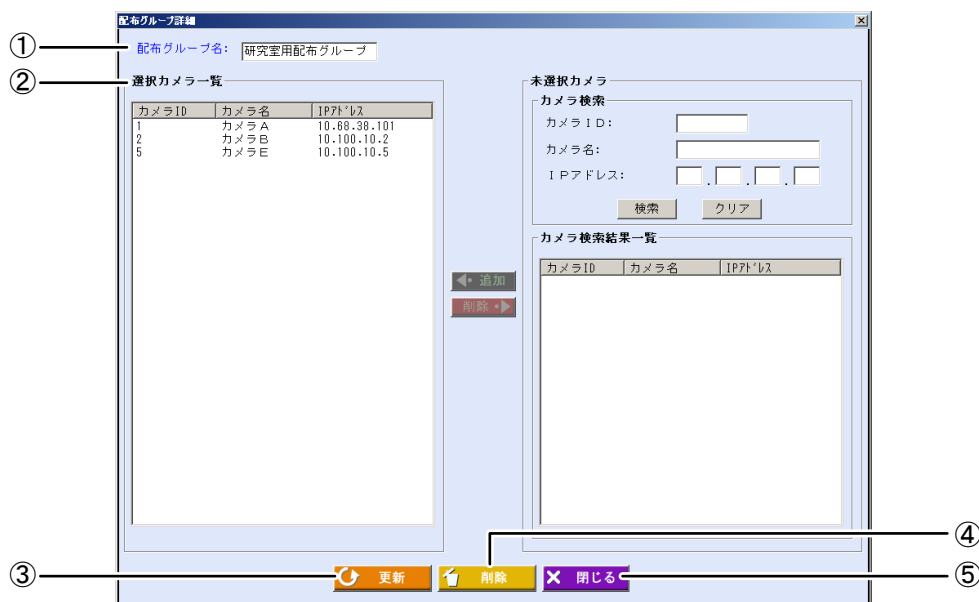 配布グループ詳細
① 配布グループ名: 研究室用配布グループ
② 選択カメラ一覧
カメラID カメラ名 IPｱﾄﾞﾚｽ
1 カメラA 10.68.38.101
2 カメラB 10.100.10.2
5 カメラE 10.100.10.5
追加
削除
未選択カメラ
カメラ検索
カメラID:
カメラ名:
IPアドレス:
. . .
検索 クリア
カメラ検索結果一覧
カメラID カメラ名 IPｱﾄﾞﾚｽ
④
③ 更新 削除 閉じる ⑤